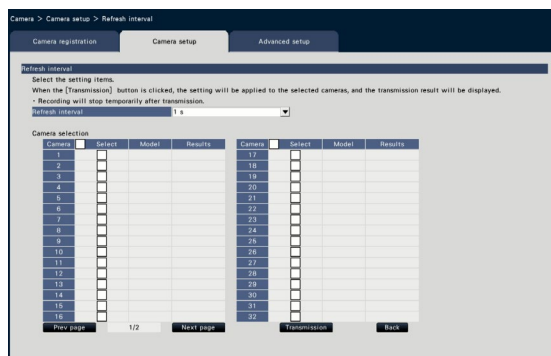 Camera > Camera setup > Refresh interval
Camera registration Camera setup Advanced setup
Refresh interval
Select the setting items.
When the [Transmission] button is clicked, the setting will be applied to the selected cameras, and the transmission result will be displayed.
・Recording will stop temporarily after transmission.
Refresh interval 1 s
Camera selection
Camera Select Model Results Camera Select Model Results
1 17
2 18
3 19
4 20
5 21
6 22
7 23
8 24
9 25
10 26
11 27
12 28
13 29
14 30
15 31
16 32
Prev page 1/2 Next page Transmission Back